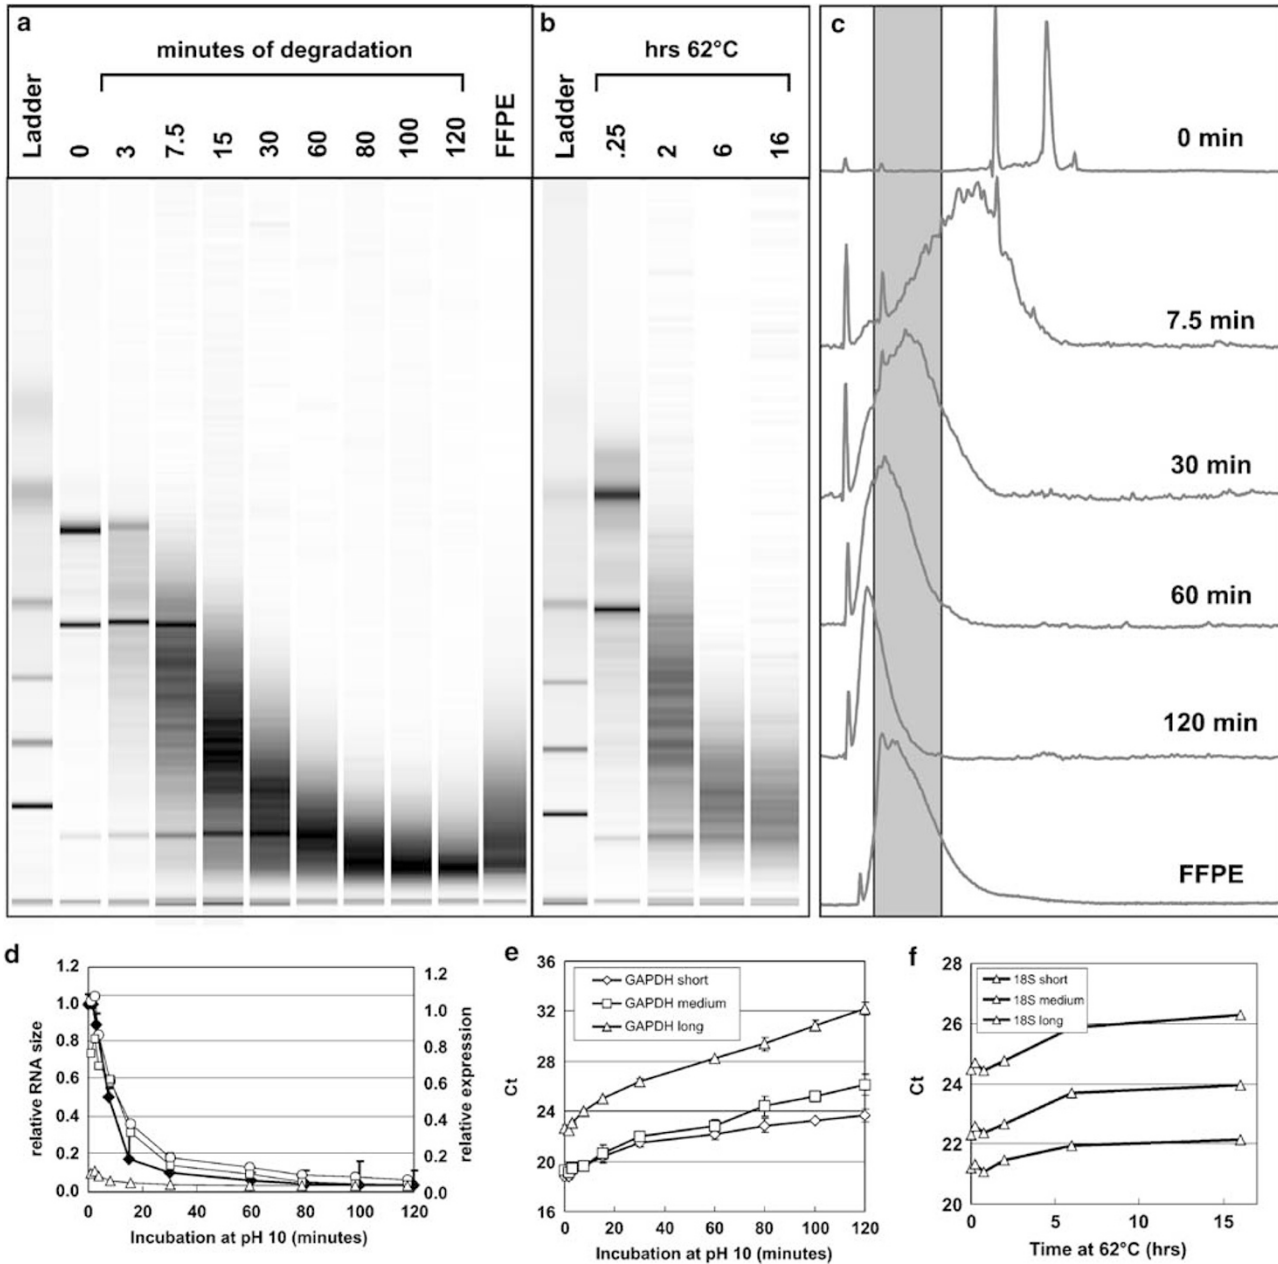 a
minutes of degradation
Ladder 0 3 7.5 15 30 60 80 100 120 FFPE
b
hrs 62°C
Ladder .25 2 6 16
c
0 min
7.5 min
30 min
60 min
120 min
FFPE
d
relative RNA size
1.2
1.0
0.8
0.6
0.4
0.2
0.0
1.2
1.0
0.8
0.6
0.4
0.2
0.0
relative expression
0 20 40 60 80 100 120
Incubation at pH 10 (minutes)
e
Ct
36
32
28
24
20
16
GAPDH short
GAPDH medium
GAPDH long
0 20 40 60 80 100 120
Incubation at pH 10 (minutes)
f
Ct
28
26
24
22
20
18S short
18S medium
18S long
0 5 10 15
Time at 62°C (hrs)